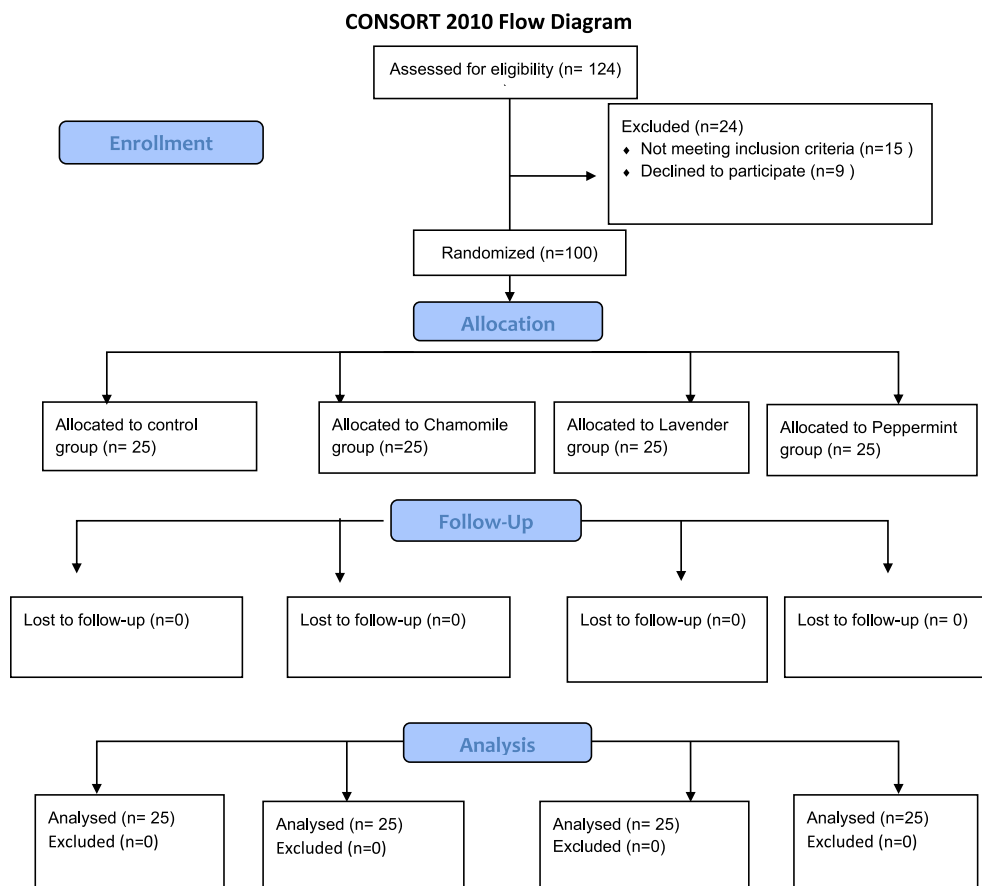 CONSORT 2010 Flow Diagram
Assessed for eligibility (n= 124)
Enrollment
Excluded (n=24)
♦ Not meeting inclusion criteria (n=15 )
♦ Declined to participate (n=9 )
Randomized (n=100)
Allocation
Allocated to control
group (n= 25)
Allocated to Chamomile
group (n=25)
Allocated to Lavender
group (n= 25)
Allocated to Peppermint
group (n= 25)
Follow-Up
Lost to follow-up (n=0)
Lost to follow-up (n=0)
Lost to follow-up (n=0)
Lost to follow-up (n= 0)
Analysis
Analysed (n= 25)
Excluded (n=0)
Analysed (n= 25)
Excluded (n=0)
Analysed (n= 25)
Excluded (n=0)
Analysed (n=25)
Excluded (n=0)